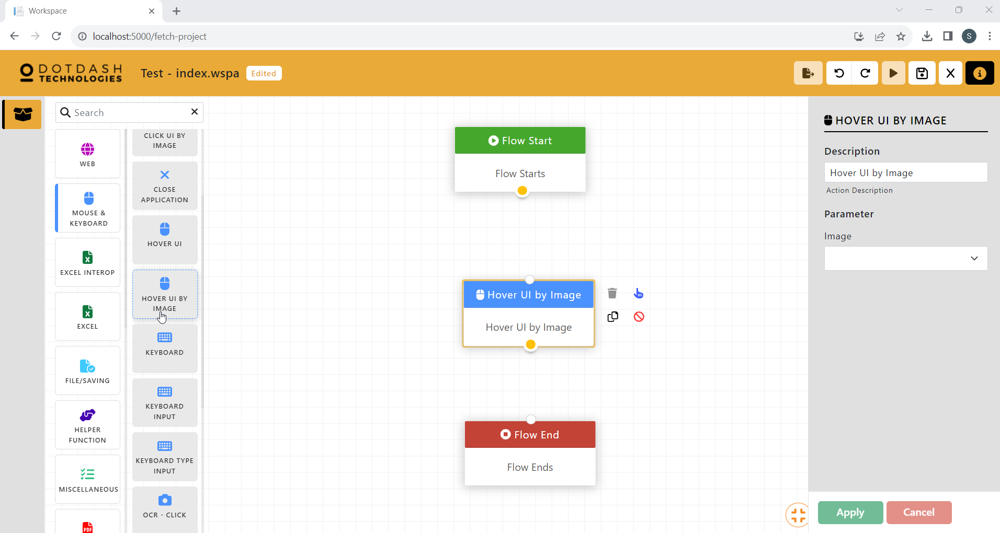 Workspace
localhost:5000/fetch-project
S
DOTDASH
TECHNOLOGIES
Test - index.wspa
Edited
Search
WEB
MOUSE &
KEYBOARD
EXCEL INTEROP
EXCEL
FILE/SAVING
HELPER
FUNCTION
MISCELLANEOUS
PDF
CLICK UI BY
IMAGE
CLOSE
APPLICATION
HOVER UI
HOVER UI BY
IMAGE
KEYBOARD
KEYBOARD
INPUT
KEYBOARD TYPE
INPUT
OCR - CLICK
Flow Start
Flow Starts
Hover UI by Image
Hover UI by Image
Flow End
Flow Ends
HOVER UI BY IMAGE
Description
Hover UI by Image
Action Description
Parameter
Image
Apply
Cancel